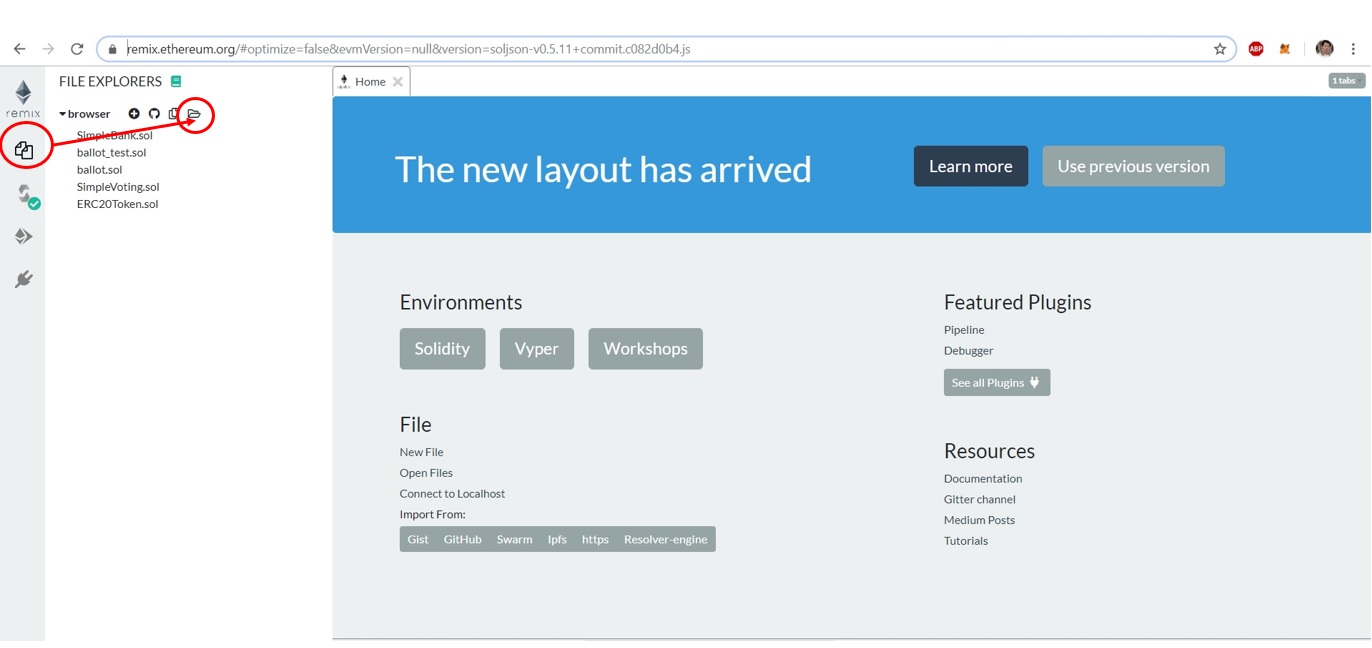 remix.ethereum.org/#optimize=false&evmVersion=null&version=soljson-v0.5.11+commit.c082d0b4.js
ABP
remix
FILE EXPLORERS
browser
SimpleBank.sol
ballot_test.sol
ballot.sol
SimpleVoting.sol
ERC20Token.sol
Home
1 tabs
The new layout has arrived
Learn more
Use previous version
Environments
Solidity Vyper Workshops
File
New File
Open Files
Connect to Localhost
Import From:
Gist GitHub Swarm Ipfs https Resolver-engine
Featured Plugins
Pipeline
Debugger
See all Plugins
Resources
Documentation
Gitter channel
Medium Posts
Tutorials